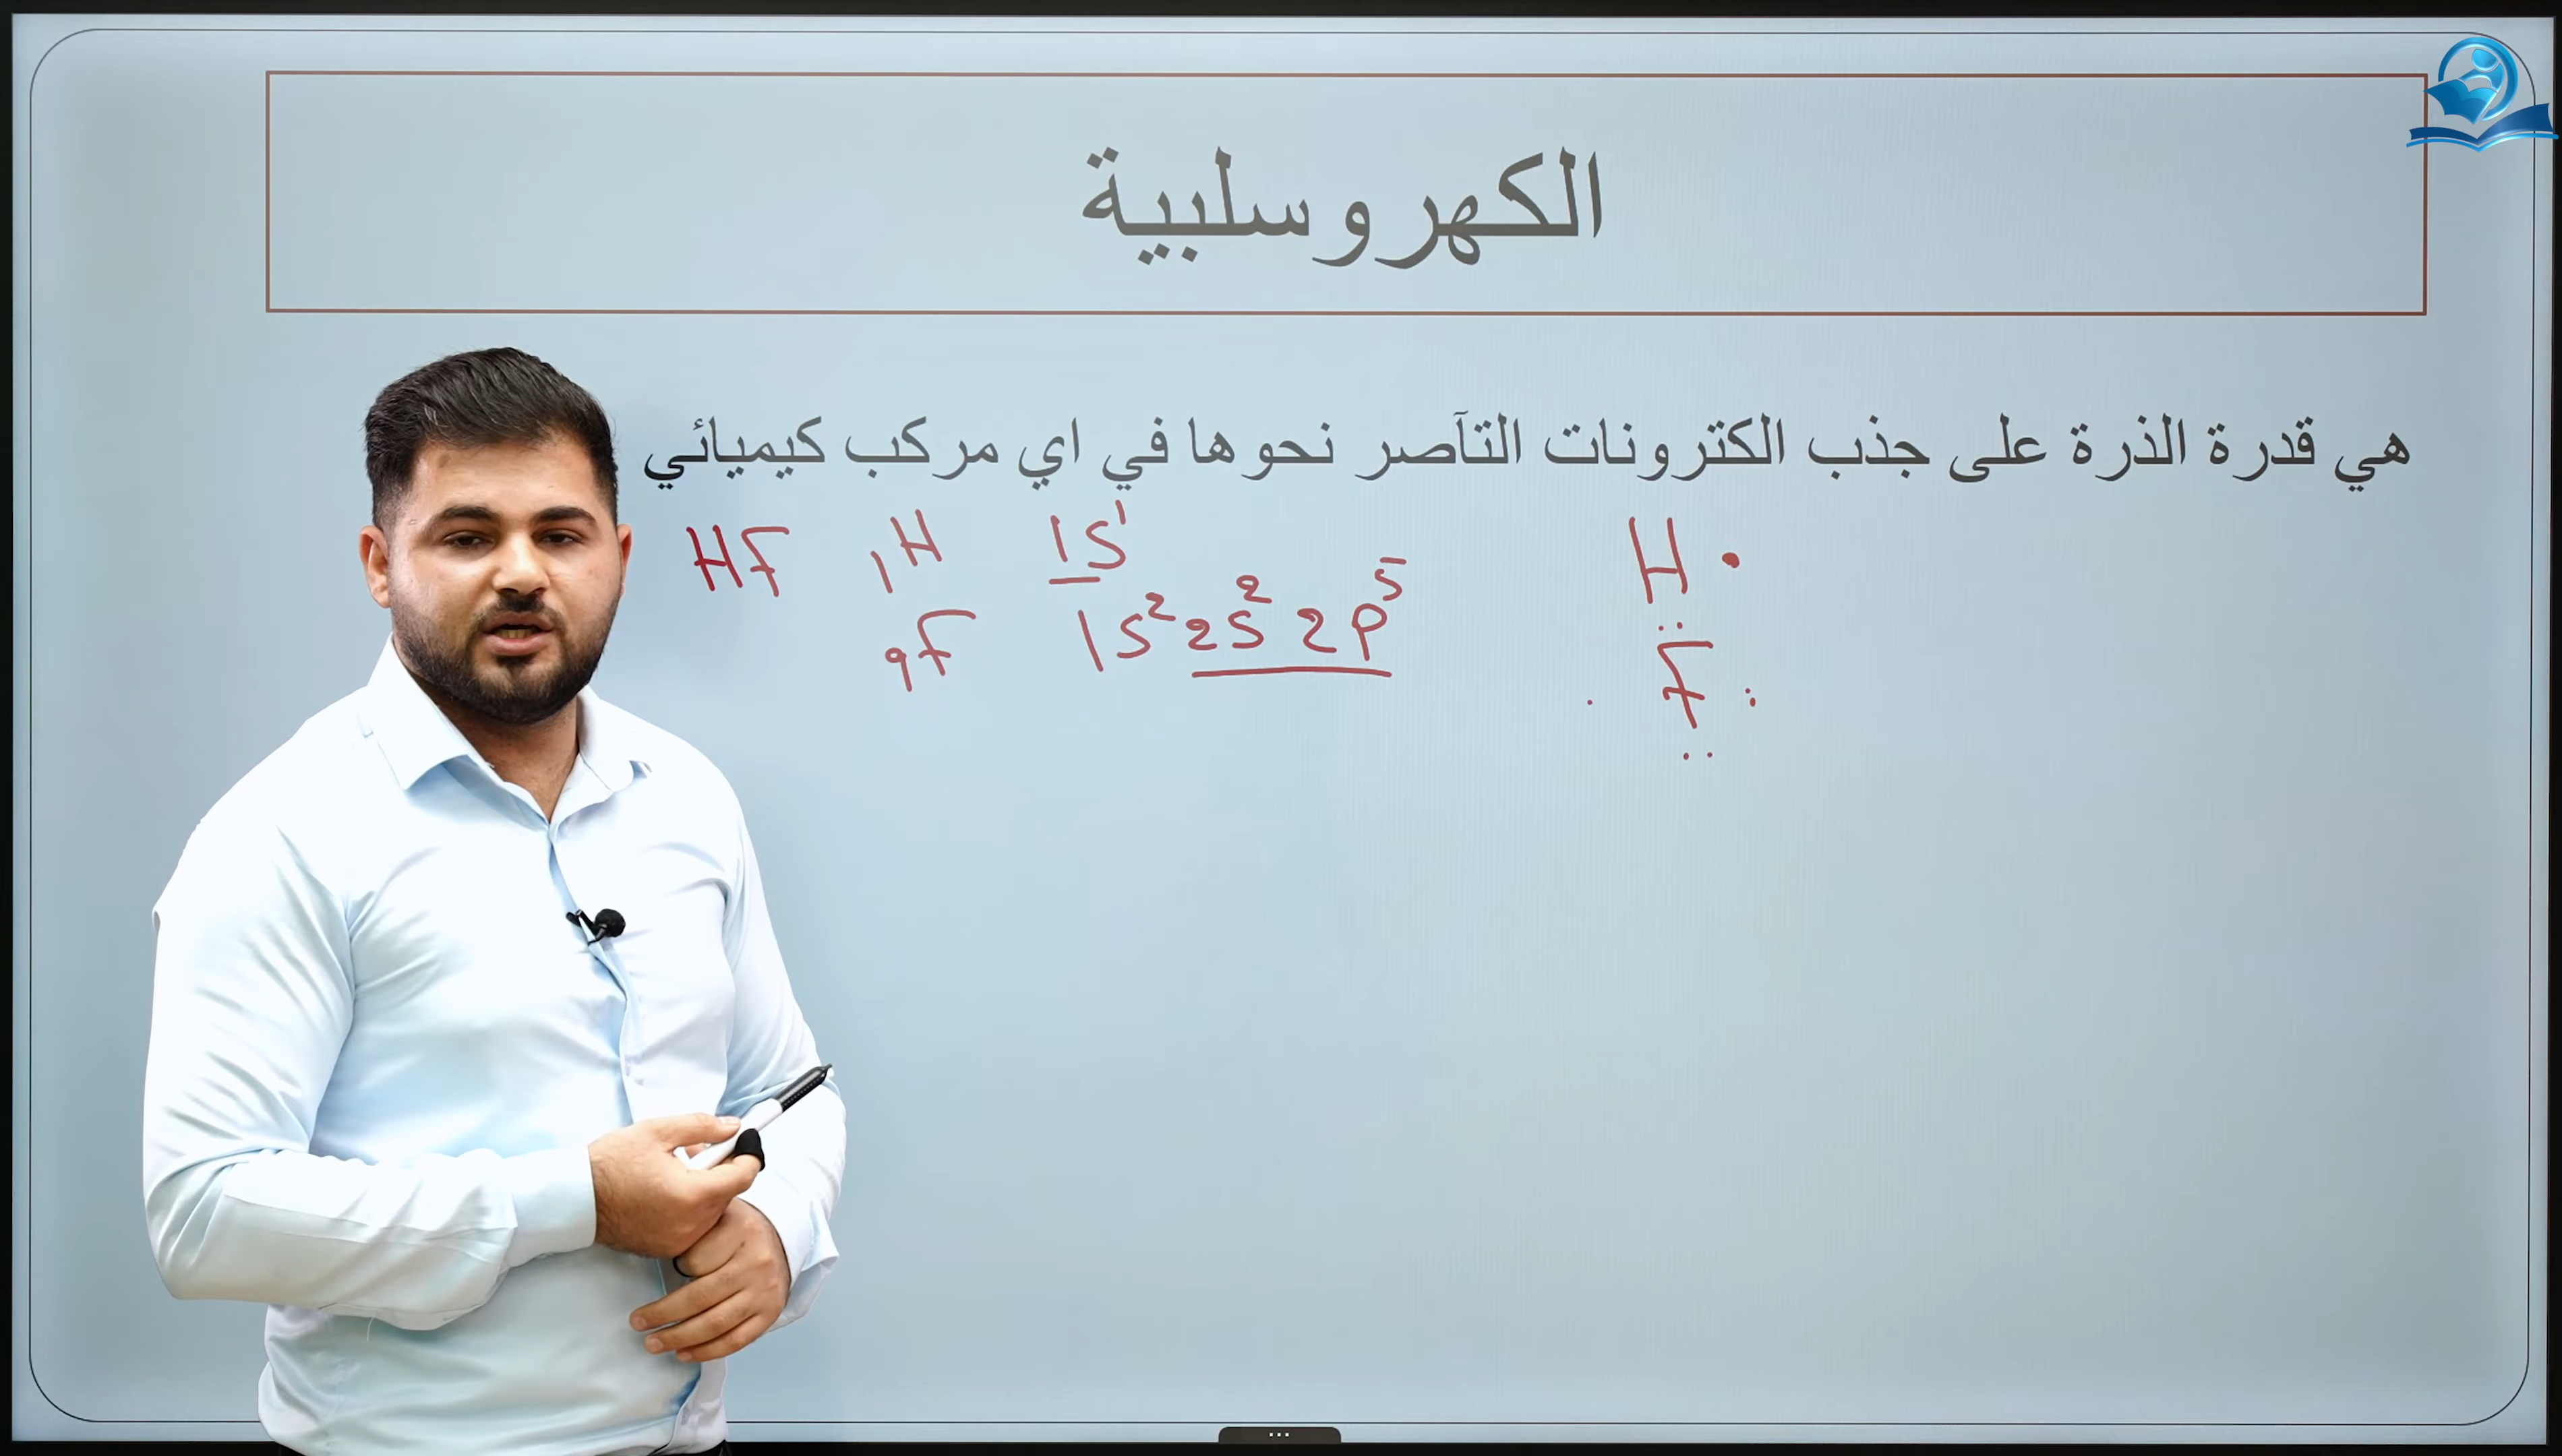 الكهروسلبية
هي قدرة الذرة على جذب الكترونات التآصر نحوها في اي مركب كيميائي
HF ₁H 1S¹ H •
₉F 1S² 2S² 2P⁵ F